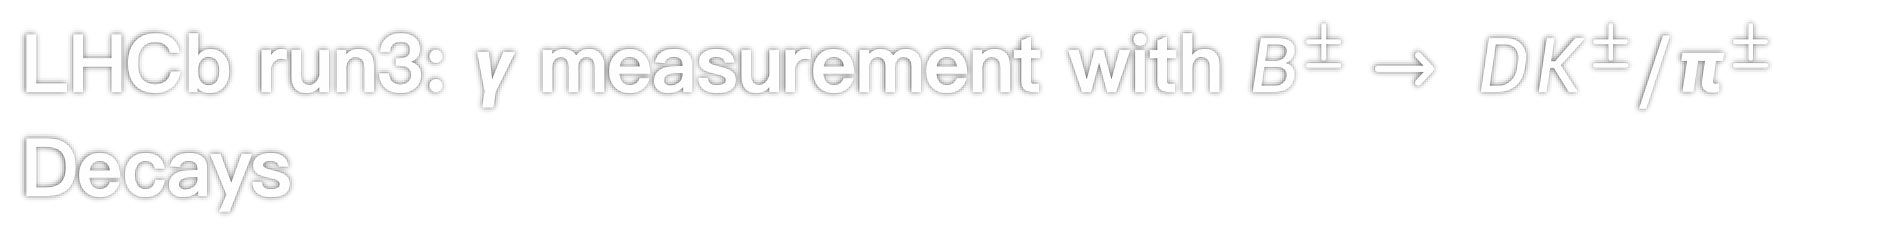 LHCb run3: γ measurement with B± → DK±/π±
Decays